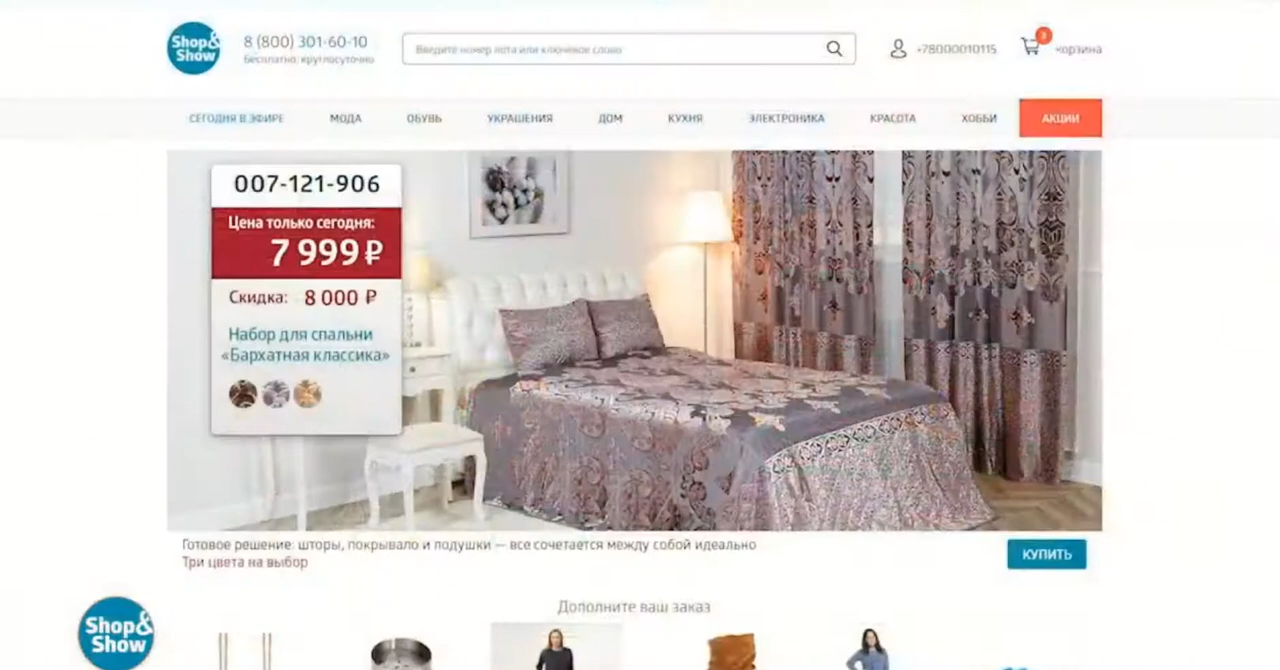 Shop&
Show
8 (800) 301-60-10
Бесплатно, круглосуточно
Введите номер лота или ключевое слово
+78000010115
корзина
СЕГОДНЯ В ЭФИРЕ
МОДА
ОБУВЬ
УКРАШЕНИЯ
ДОМ
КУХНЯ
ЭЛЕКТРОНИКА
КРАСОТА
ХОББИ
АКЦИИ
007-121-906
Цена только сегодня:
7 999 ₽
Скидка: 8 000 ₽
Набор для спальни
«Бархатная классика»
Готовое решение: шторы, покрывало и подушки — все сочетается между собой идеально
Три цвета на выбор
КУПИТЬ
Дополните ваш заказ
Shop&
Show